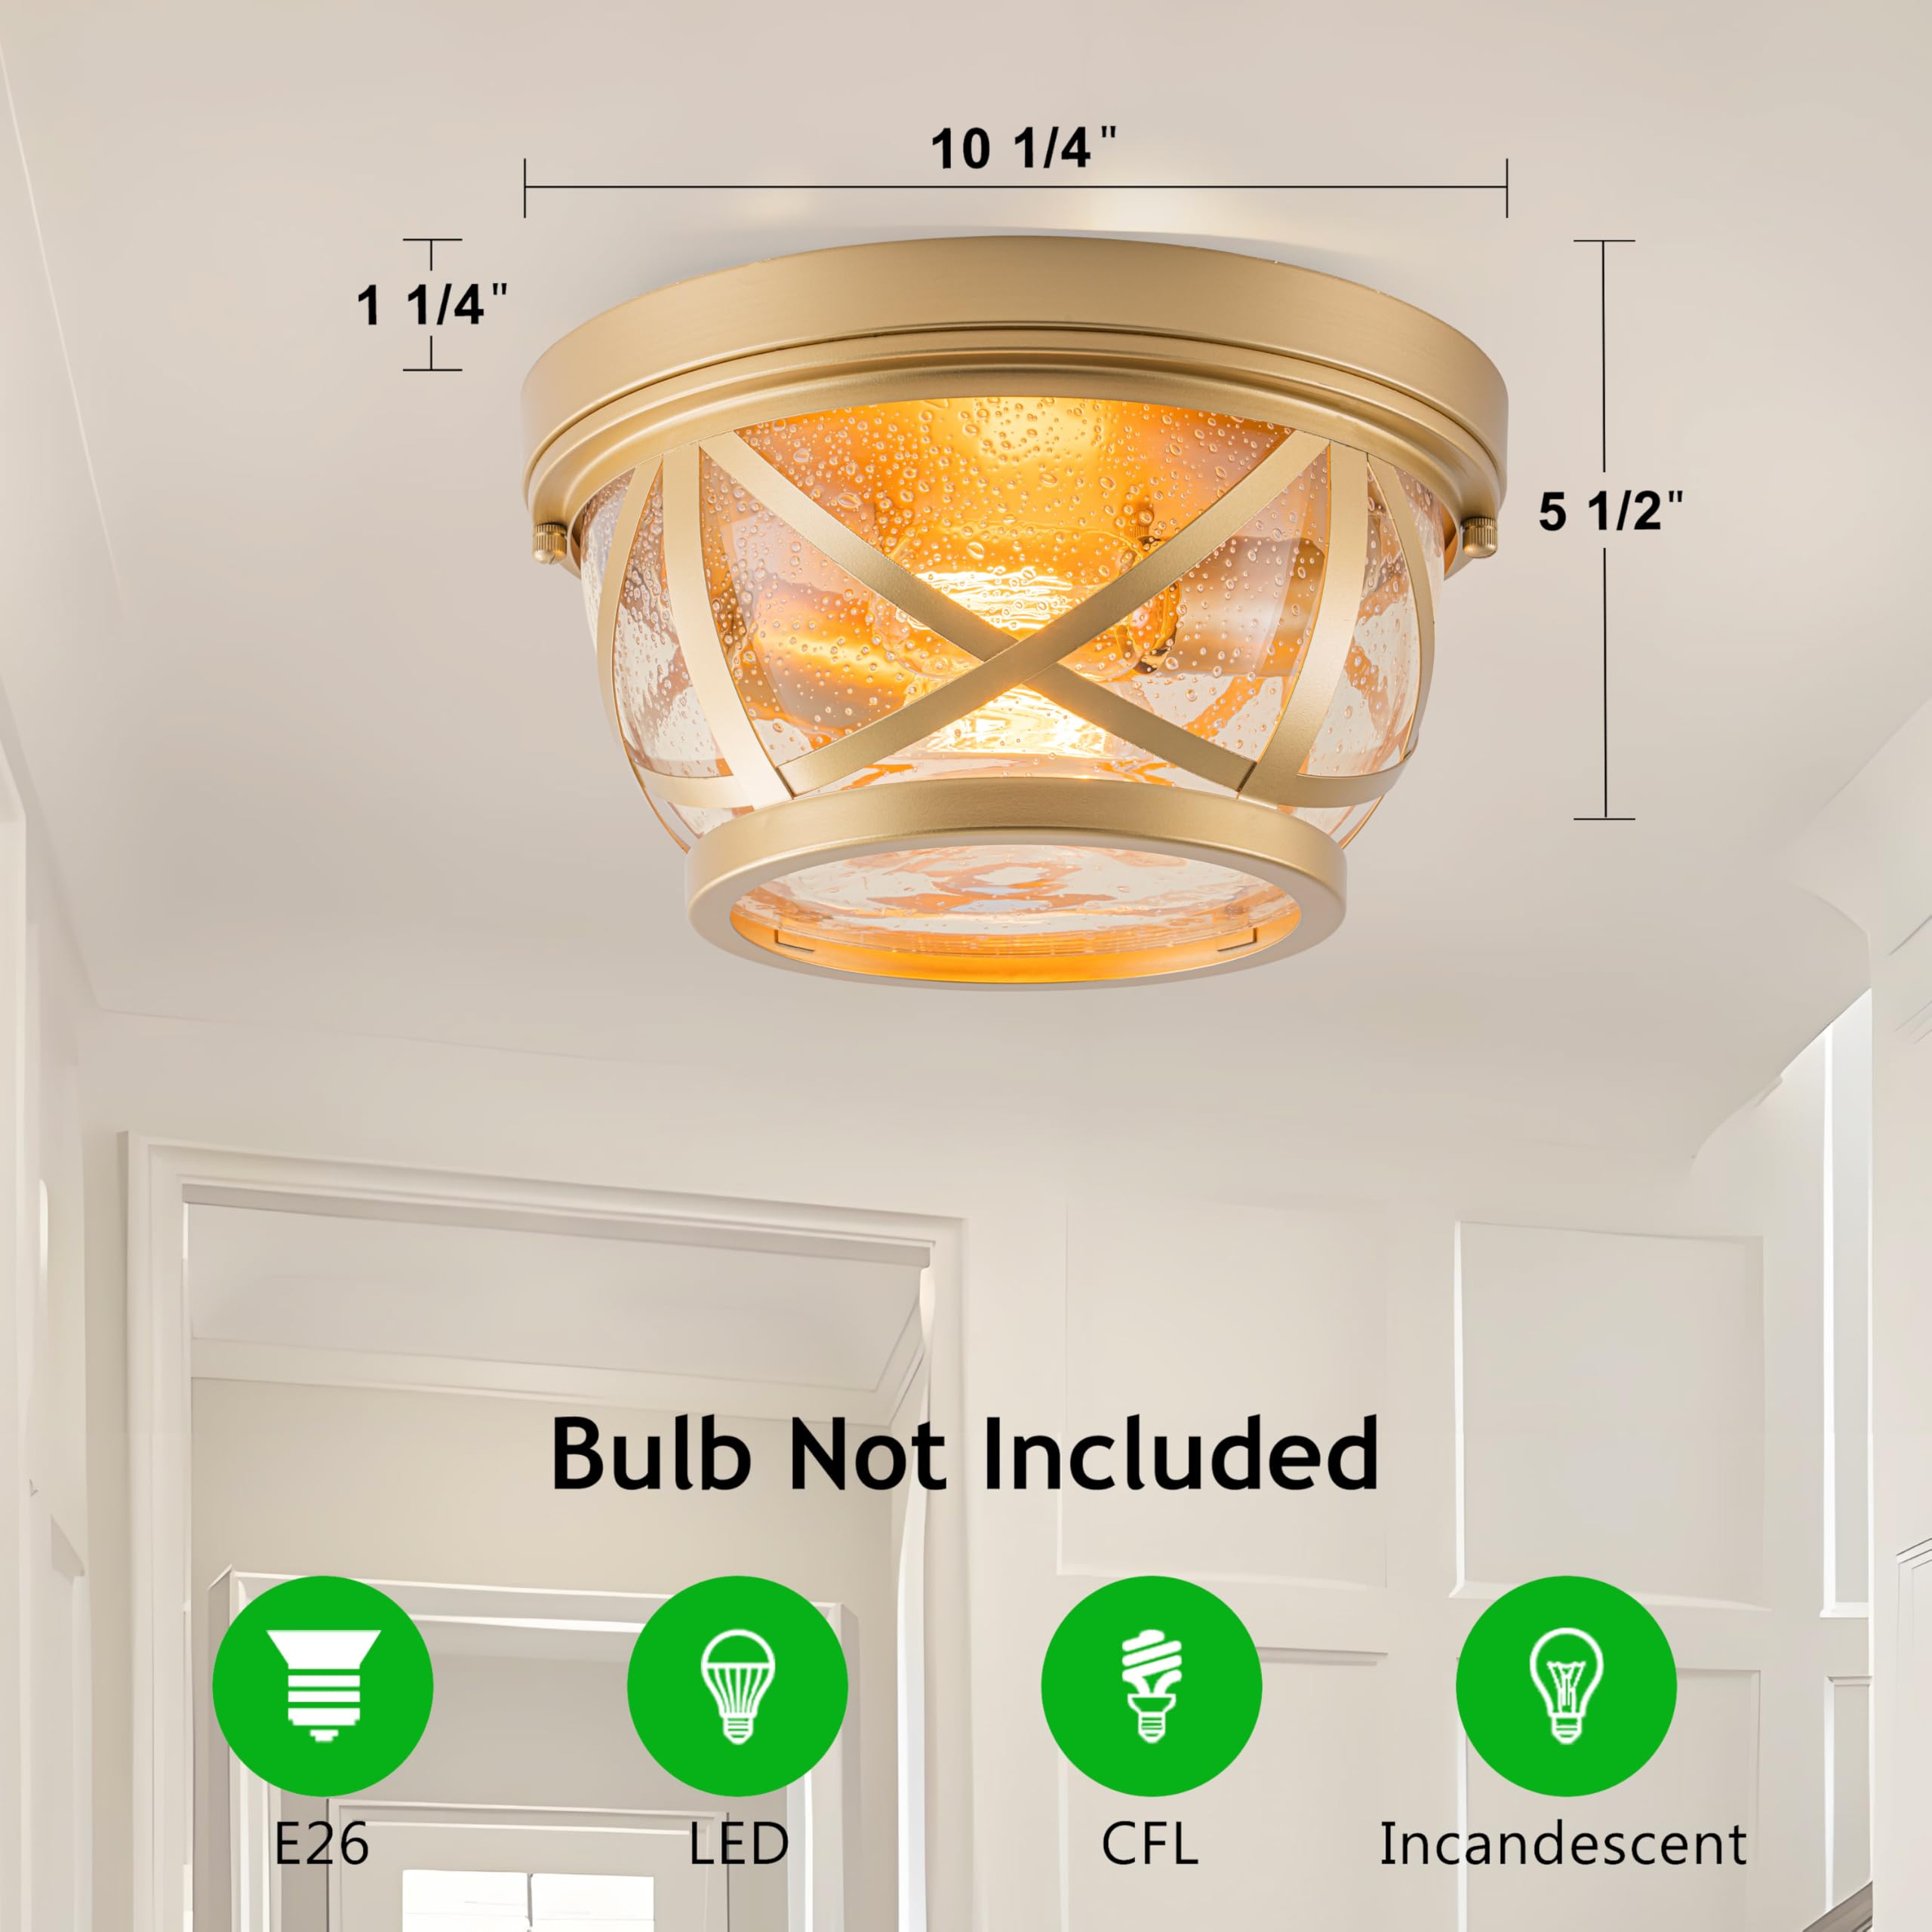 10 1/4"
1 1/4"
5 1/2"
Bulb Not Included
E26
LED
CFL
Incandescent